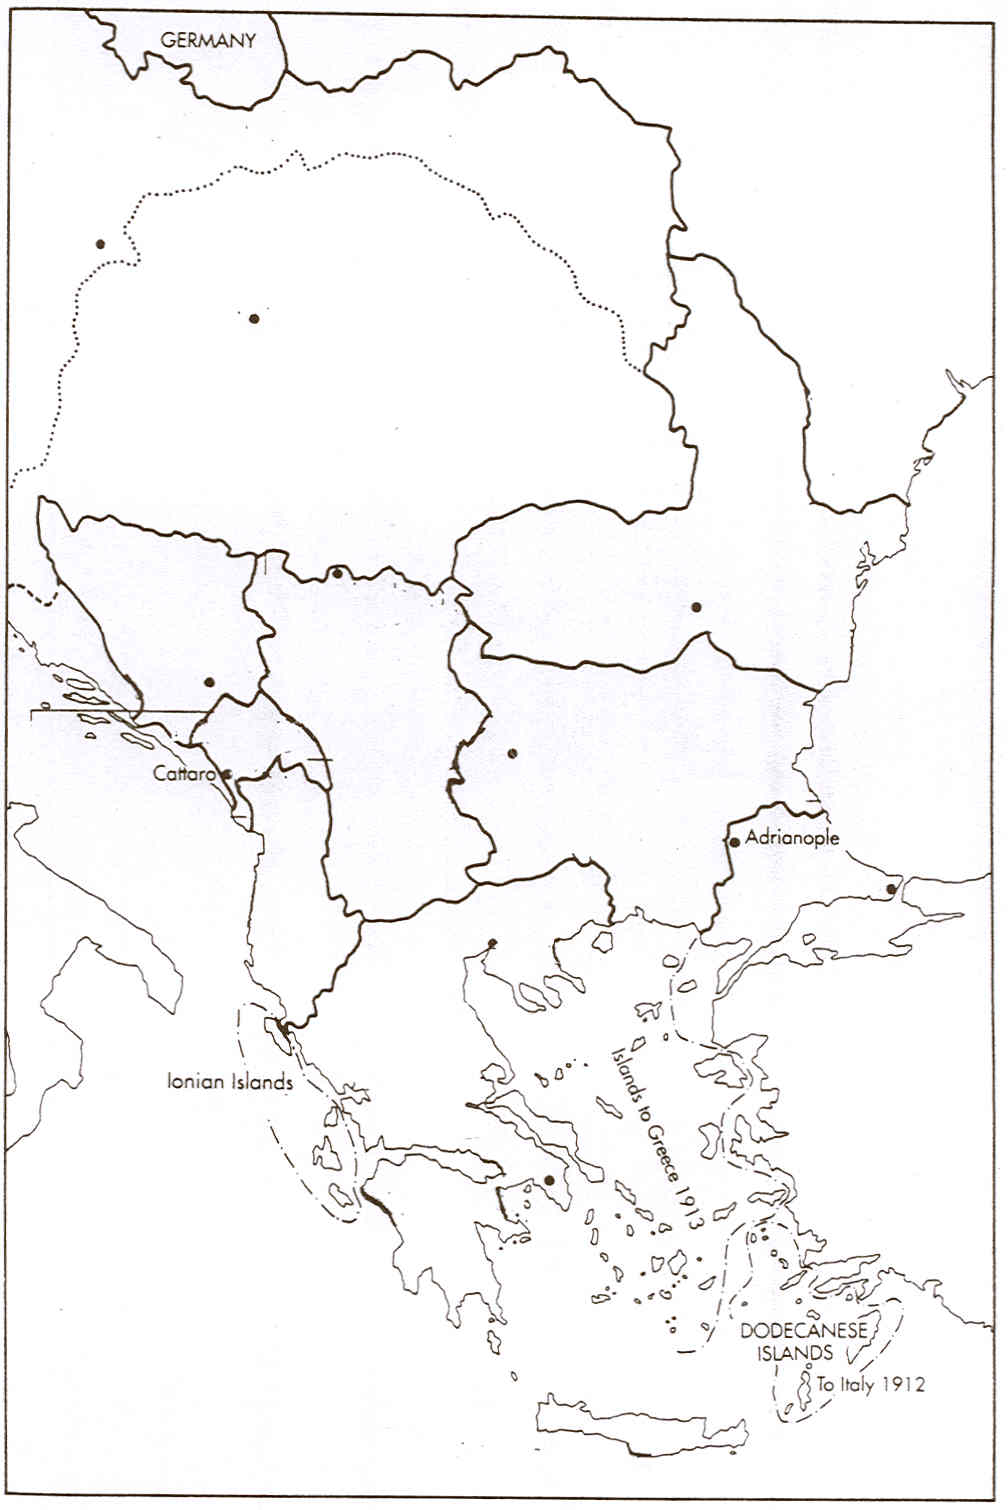 GERMANY
Cattaro
Adrianople
Ionian Islands
Islands to Greece 1913
DODECANESE
ISLANDS
To Italy 1912